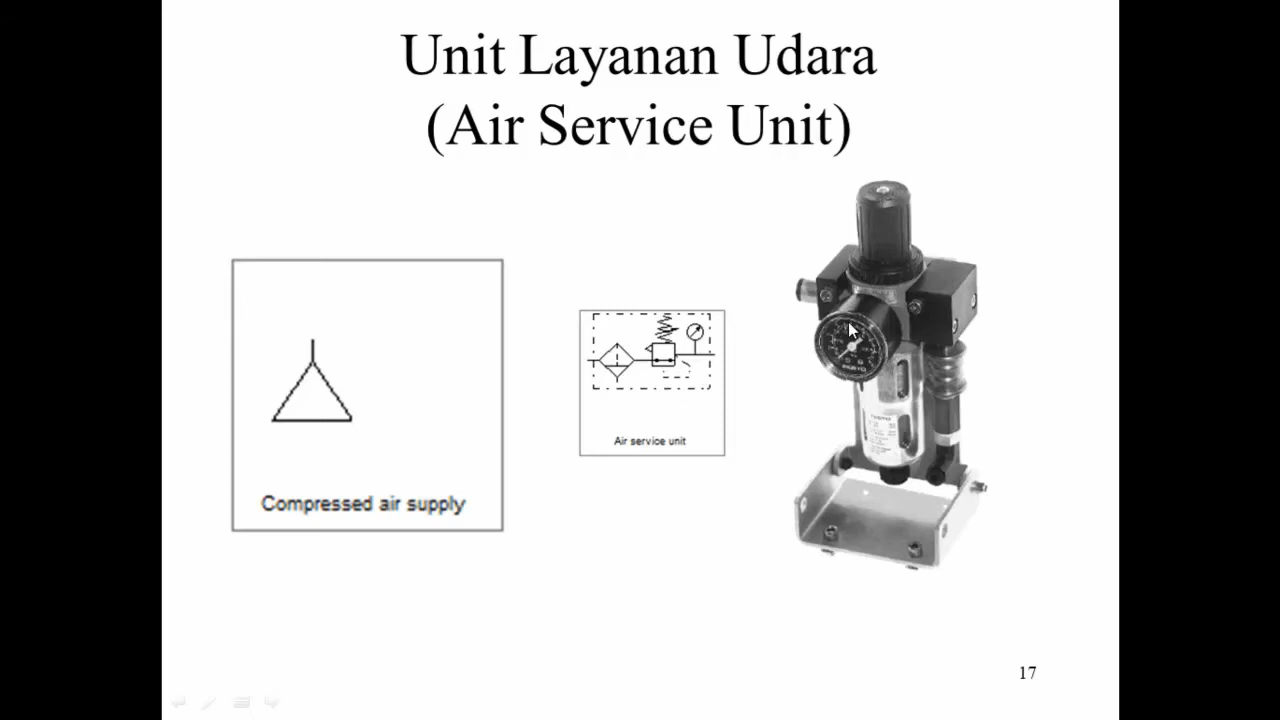 Unit Layanan Udara
(Air Service Unit)
Compressed air supply
Air service unit
17